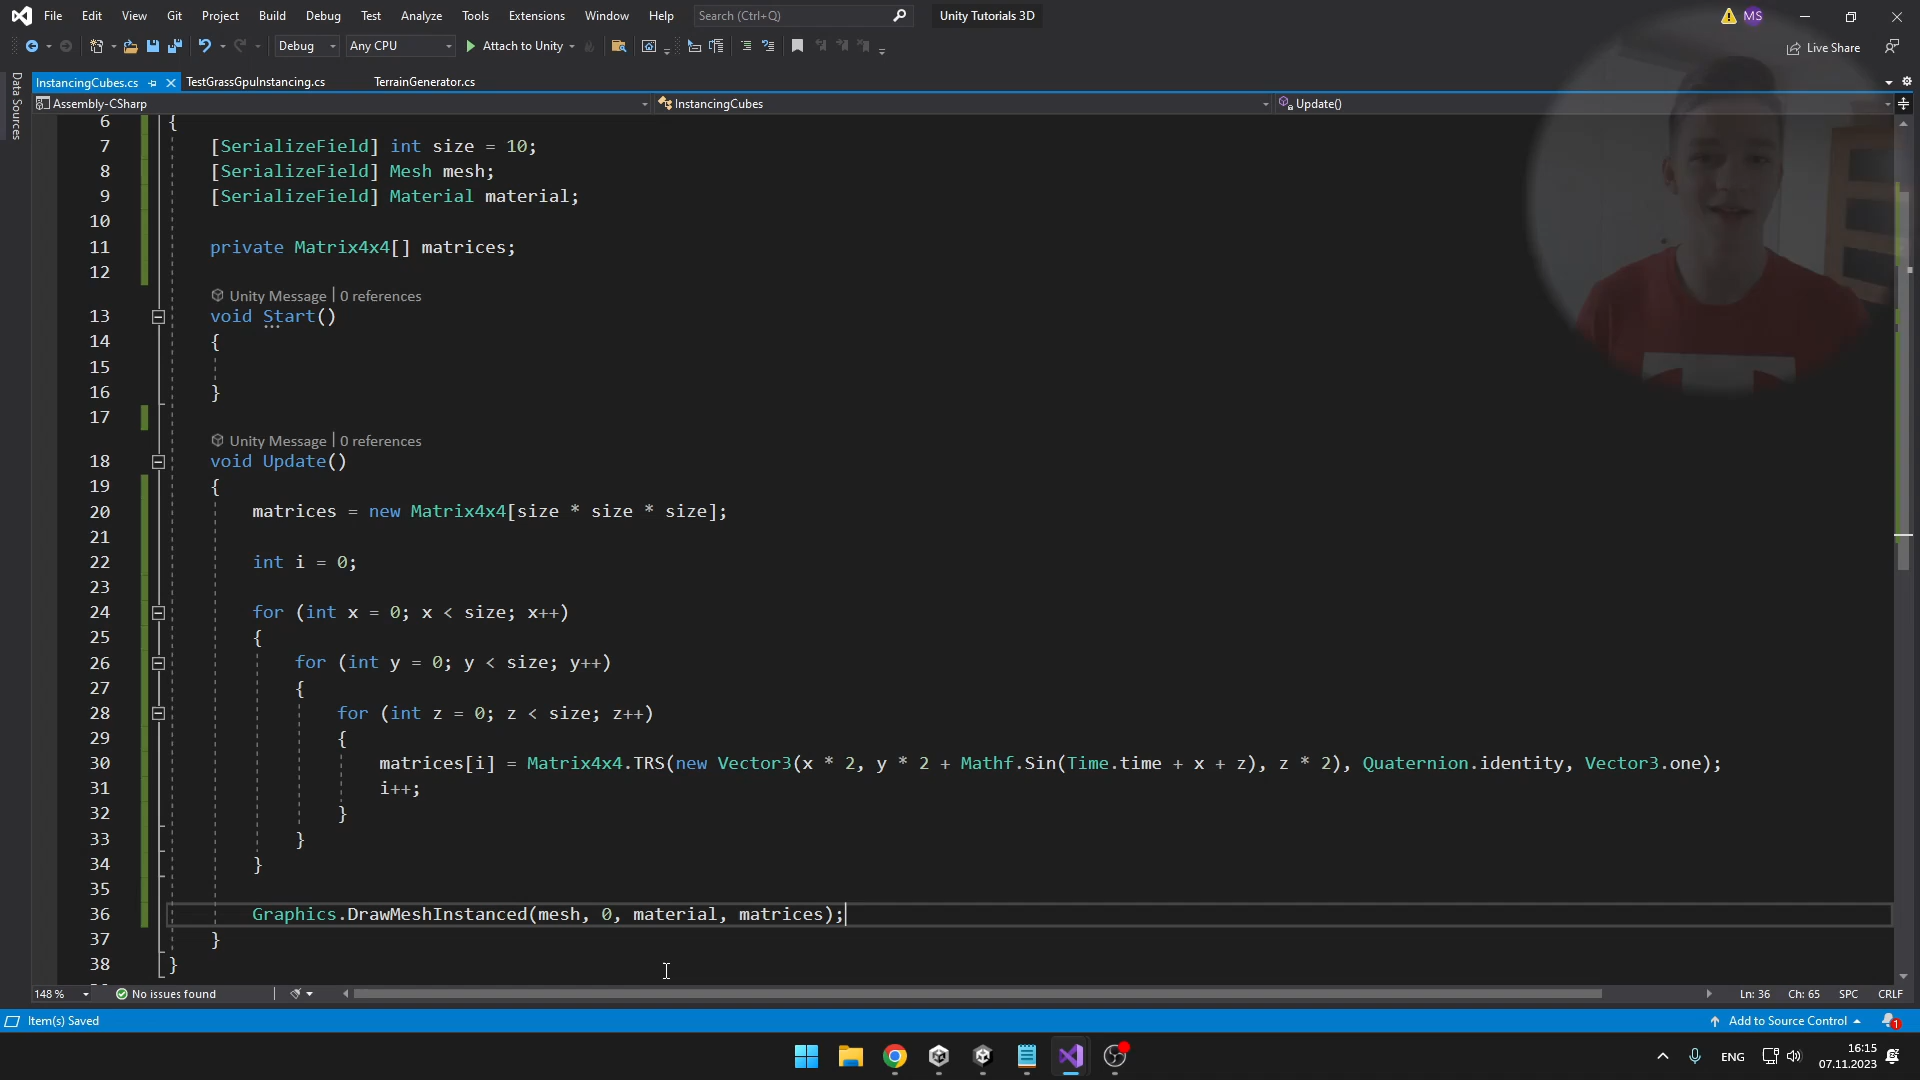 File Edit View Git Project Build Debug Test Analyze Tools Extensions Window Help Search (Ctrl+Q) Unity Tutorials 3D MS
Debug Any CPU Attach to Unity Live Share
Data Sources
InstancingCubes.cs TestGrassGpuInstancing.cs TerrainGenerator.cs
Assembly-CSharp InstancingCubes Update()
6 {
7 [SerializeField] int size = 10;
8 [SerializeField] Mesh mesh;
9 [SerializeField] Material material;
10
11 private Matrix4x4[] matrices;
12
Unity Message | 0 references
13 void Start()
14 {
15
16 }
17
Unity Message | 0 references
18 void Update()
19 {
20 matrices = new Matrix4x4[size * size * size];
21
22 int i = 0;
23
24 for (int x = 0; x < size; x++)
25 {
26 for (int y = 0; y < size; y++)
27 {
28 for (int z = 0; z < size; z++)
29 {
30 matrices[i] = Matrix4x4.TRS(new Vector3(x * 2, y * 2 + Mathf.Sin(Time.time + x + z), z * 2), Quaternion.identity, Vector3.one);
31 i++;
32 }
33 }
34 }
35
36 Graphics.DrawMeshInstanced(mesh, 0, material, matrices);
37 }
38 }
148 % No issues found Ln: 36 Ch: 65 SPC CRLF
Item(s) Saved Add to Source Control 1
ENG 16:15
07.11.2023